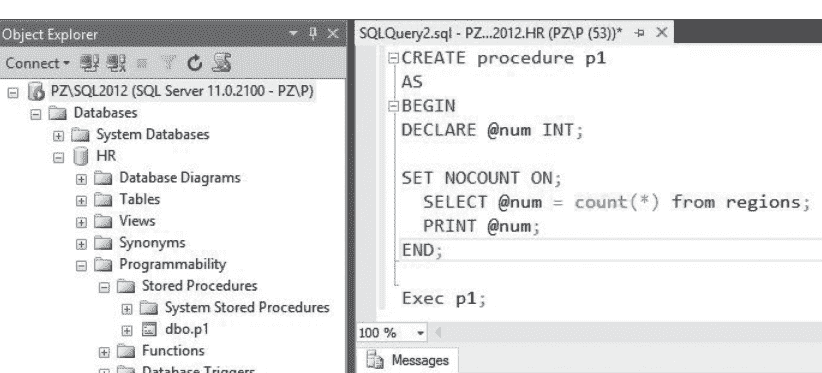 Object Explorer
Connect
PZ\SQL2012 (SQL Server 11.0.2100 - PZ\P)
Databases
System Databases
HR
Database Diagrams
Tables
Views
Synonyms
Programmability
Stored Procedures
System Stored Procedures
dbo.p1
Functions
Database Triggers
SQLQuery2.sql - PZ...2012.HR (PZ\P (53))*
CREATE procedure p1
AS
BEGIN
DECLARE @num INT;
SET NOCOUNT ON;
SELECT @num = count(*) from regions;
PRINT @num;
END;
Exec p1;
100 %
Messages